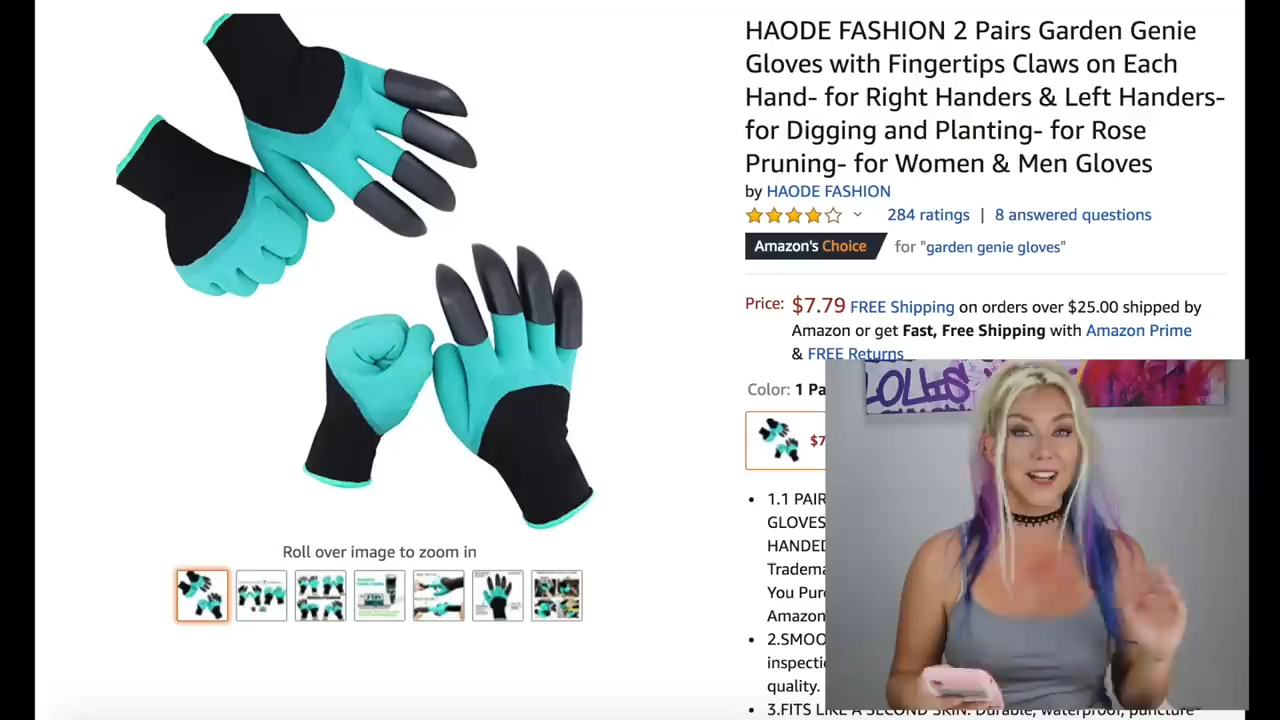 HAODE FASHION 2 Pairs Garden Genie
Gloves with Fingertips Claws on Each
Hand- for Right Handers & Left Handers-
for Digging and Planting- for Rose
Pruning- for Women & Men Gloves
by HAODE FASHION
284 ratings | 8 answered questions
Amazon's Choice for "garden genie gloves"
Price: $7.79 FREE Shipping on orders over $25.00 shipped by
Amazon or get Fast, Free Shipping with Amazon Prime
& FREE Returns
Color: 1 Pa
$7
• 1.1 PAIR
GLOVES
HANDED
Tradema
You Pur
Amazon
• 2.SMOO
inspecti
quality.
• 3.FITS LIKE A SECOND SKIN: Durable, waterproof, puncture-
Roll over image to zoom in